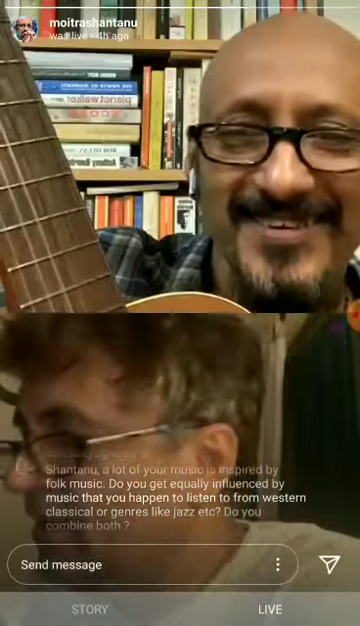 moitrashantanu
was live • 4h ago
planetwalker
Shantanu, a lot of your music is inspired by
folk music. Do you get equally influenced by
music that you happen to listen to from western
classical or genres like jazz etc? Do you
combine both ?
Send message
STORY
LIVE